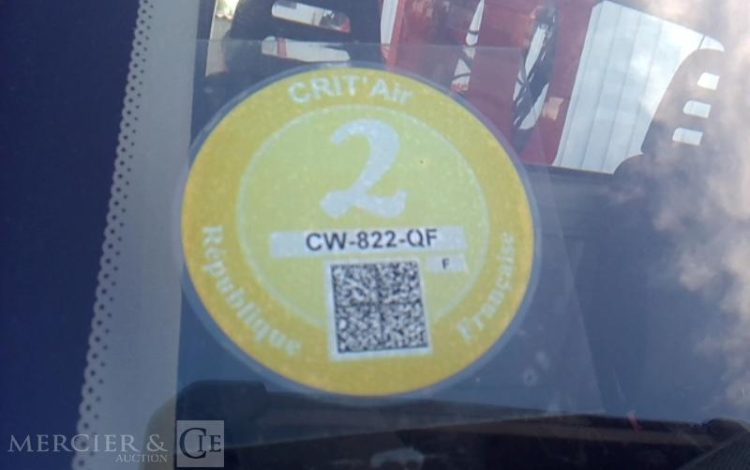 CRIT'Air
2
CW-822-QF
F
République Française
MERCIER & CIE
AUCTION